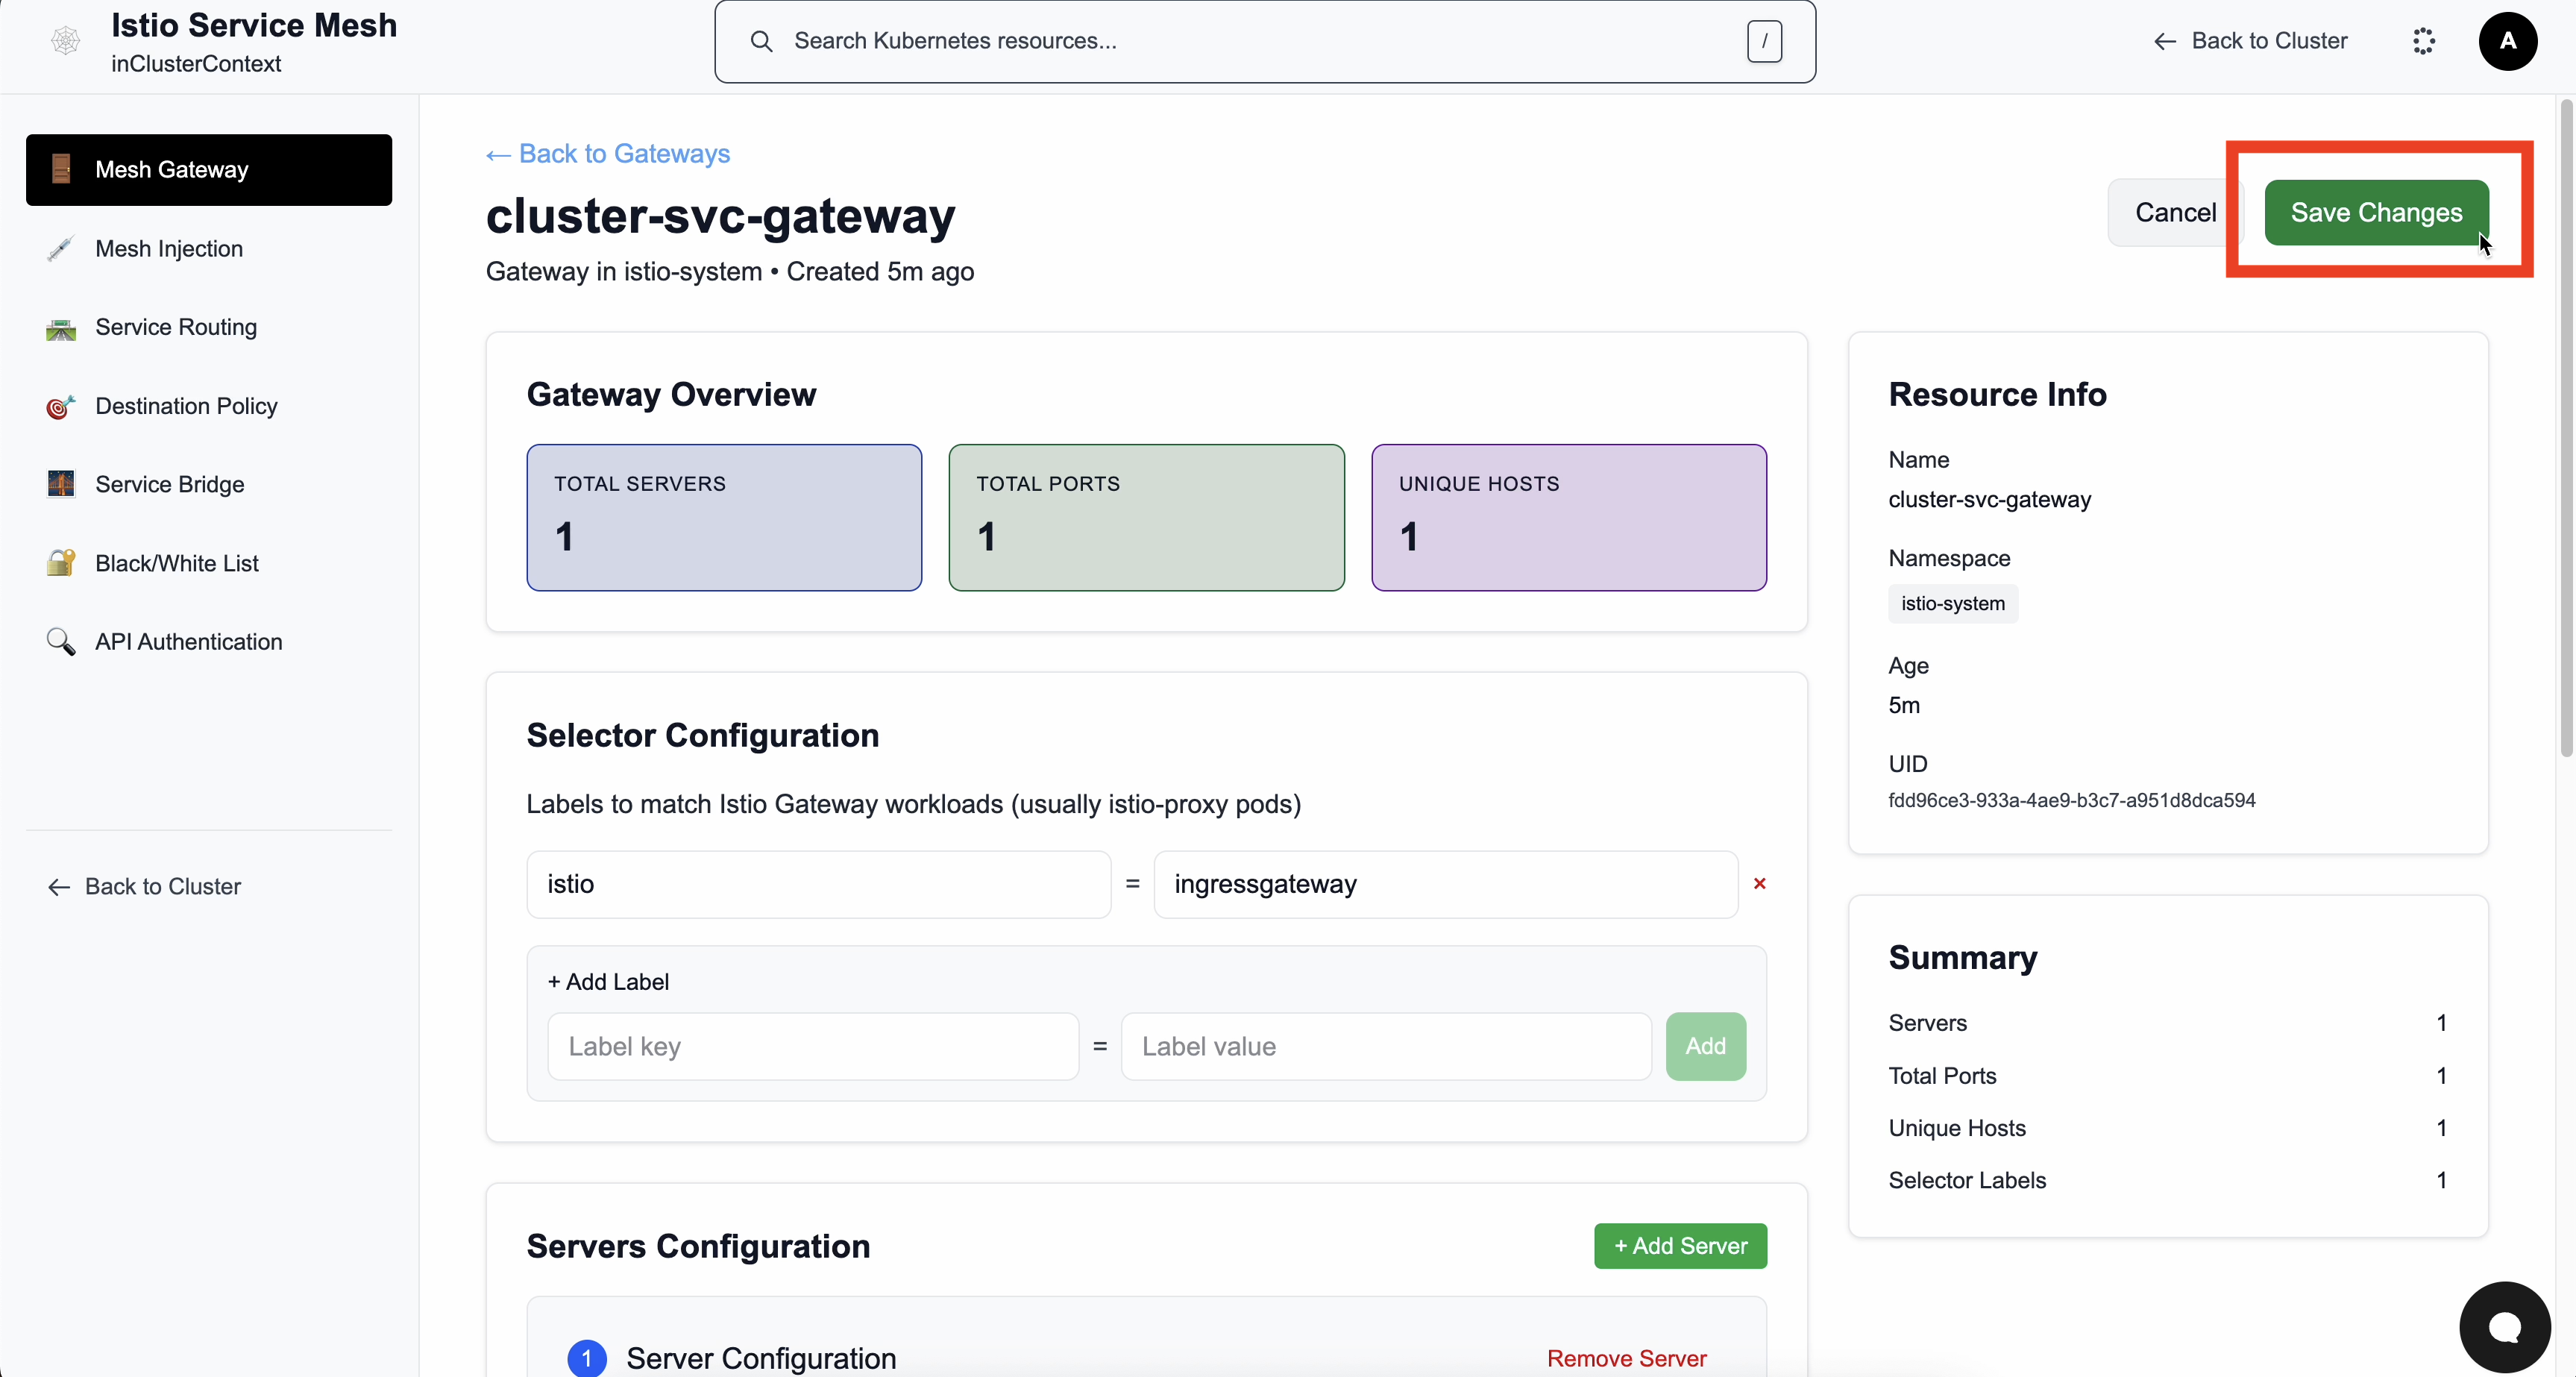 Istio Service Mesh
inClusterContext
Search Kubernetes resources...
/
← Back to Cluster
A
Mesh Gateway
Mesh Injection
Service Routing
Destination Policy
Service Bridge
Black/White List
API Authentication
← Back to Cluster
← Back to Gateways
cluster-svc-gateway
Gateway in istio-system • Created 5m ago
Cancel
Save Changes
Gateway Overview
TOTAL SERVERS
1
TOTAL PORTS
1
UNIQUE HOSTS
1
Selector Configuration
Labels to match Istio Gateway workloads (usually istio-proxy pods)
istio = ingressgateway ×
+ Add Label
Label key = Label value Add
Servers Configuration
+ Add Server
1 Server Configuration
Remove Server
Resource Info
Name
cluster-svc-gateway
Namespace
istio-system
Age
5m
UID
fdd96ce3-933a-4ae9-b3c7-a951d8dca594
Summary
Servers 1
Total Ports 1
Unique Hosts 1
Selector Labels 1